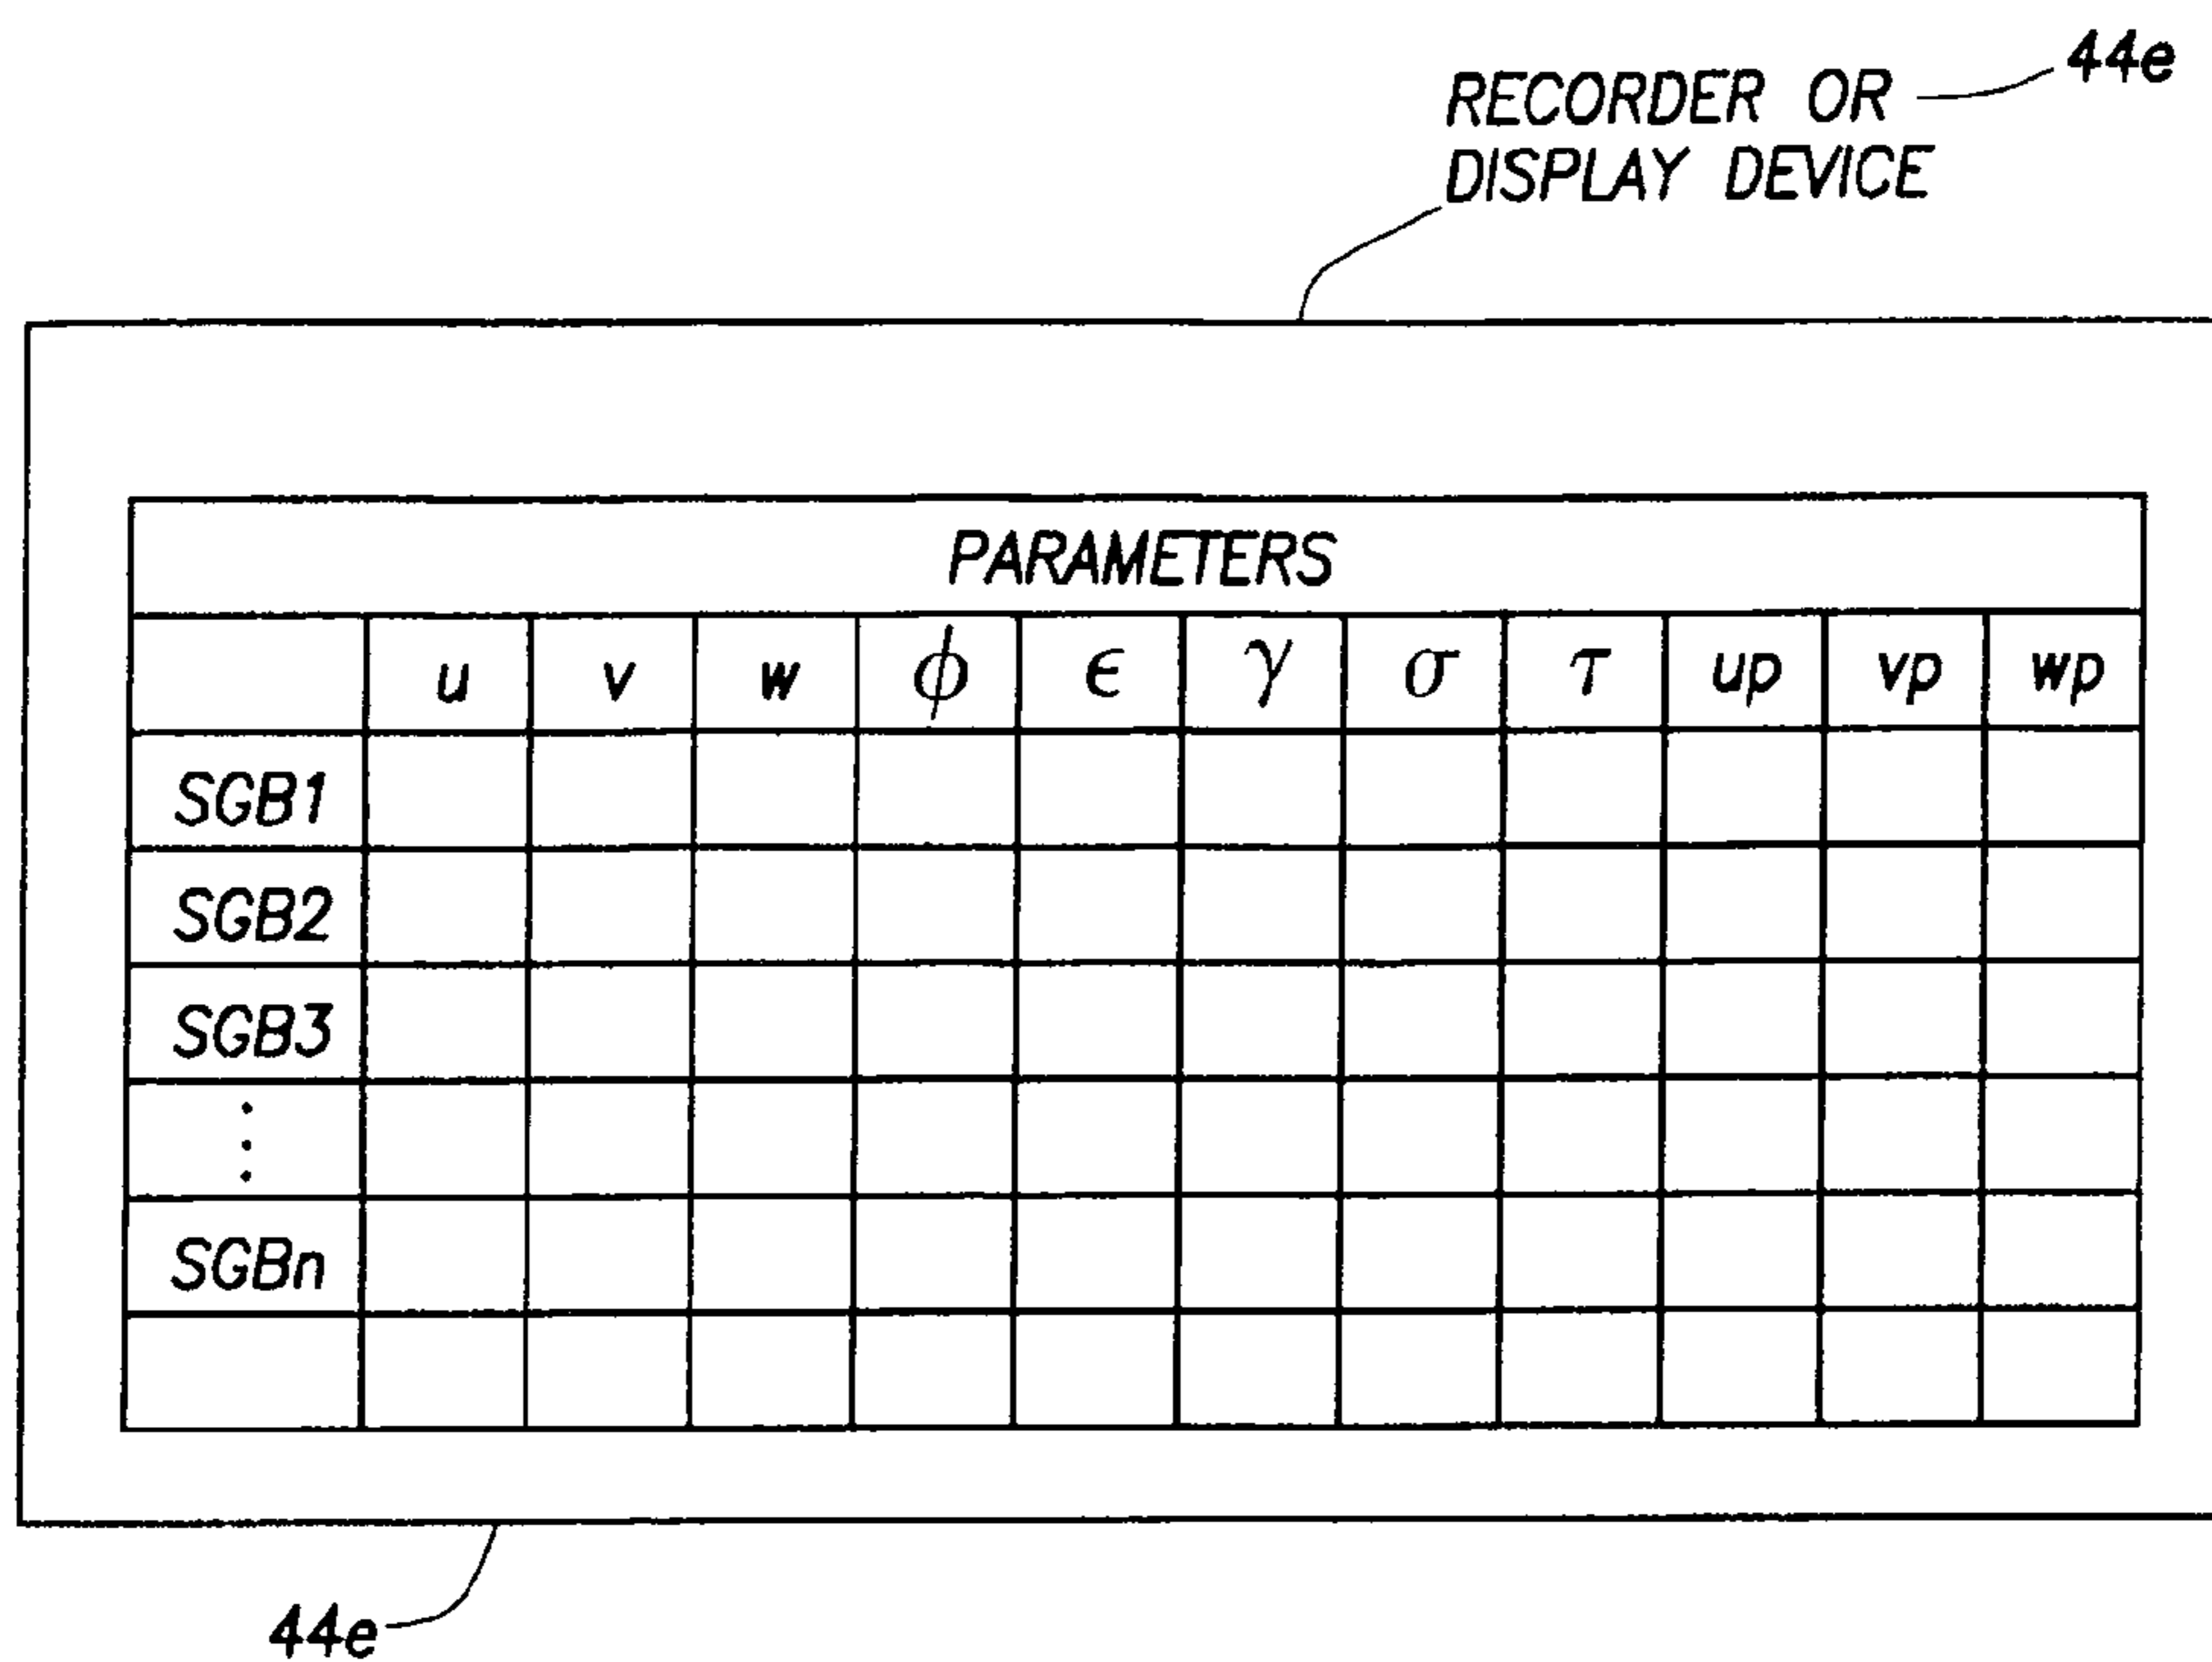 44e
RECORDER OR
DISPLAY DEVICE
PARAMETERS
u v w ϕ ϵ γ σ τ up vp wp
SGB1
SGB2
SGB3
⋮
SGBn
44e